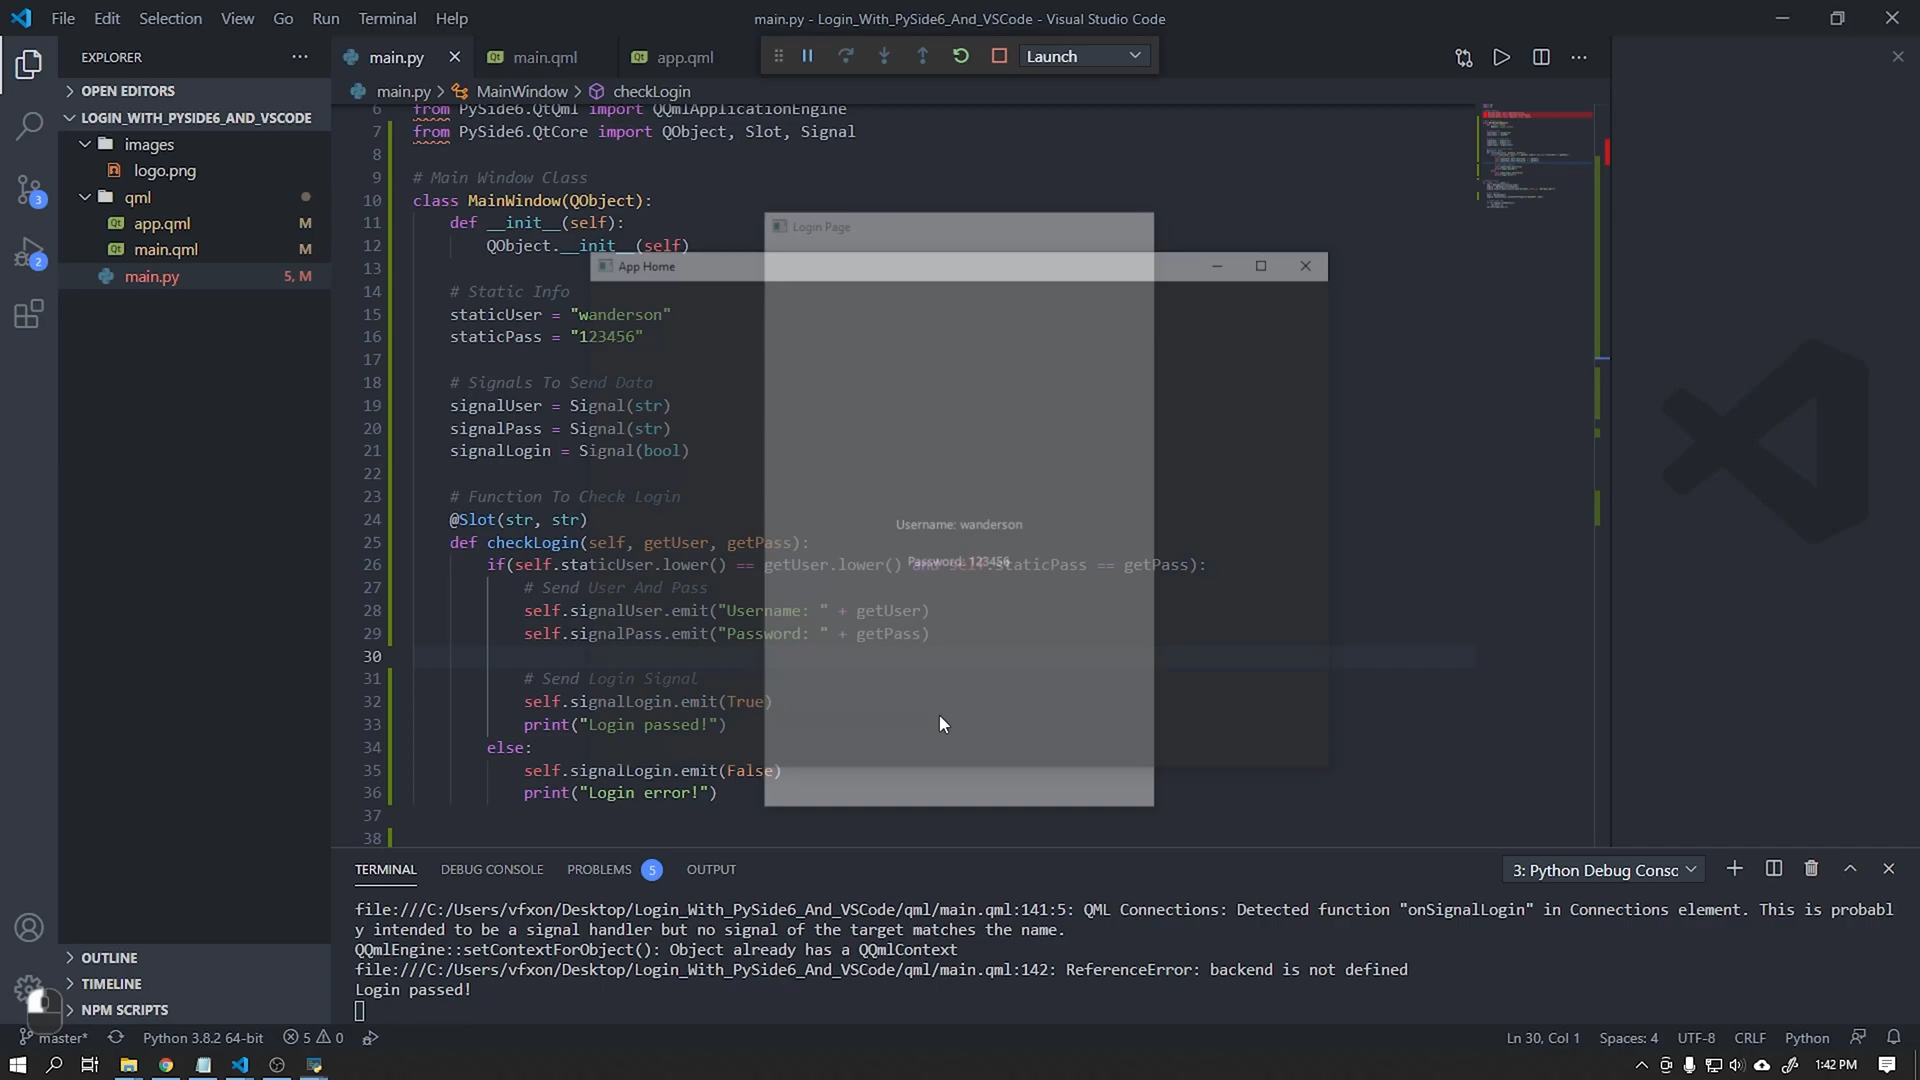 File Edit Selection View Go Run Terminal Help
main.py - Login_With_PySide6_And_VSCode - Visual Studio Code
EXPLORER
main.py
main.qml
app.qml
Launch
OPEN EDITORS
main.py > MainWindow > checkLogin
LOGIN_WITH_PYSIDE6_AND_VSCODE
images
logo.png
qml
app.qml M
main.qml M
main.py 5, M
3
2
6 from PySide6.QtQml import QQmlApplicationEngine
7 from PySide6.QtCore import QObject, Slot, Signal
8
9 # Main Window Class
10 class MainWindow(QObject):
11 def __init__(self):
12 QObject.__init__(self)
13
14 # Static Info
15 staticUser = "wanderson"
16 staticPass = "123456"
17
18 # Signals To Send Data
19 signalUser = Signal(str)
20 signalPass = Signal(str)
21 signalLogin = Signal(bool)
22
23 # Function To Check Login
24 @Slot(str, str)
25 def checkLogin(self, getUser, getPass):
26 if(self.staticUser.lower() == getUser.lower() and self.staticPass == getPass):
27 # Send User And Pass
28 self.signalUser.emit("Username: " + getUser)
29 self.signalPass.emit("Password: " + getPass)
30
31 # Send Login Signal
32 self.signalLogin.emit(True)
33 print("Login passed!")
34 else:
35 self.signalLogin.emit(False)
36 print("Login error!")
37
38
Login Page
App Home
Username: wanderson
Password: 123456
TERMINAL DEBUG CONSOLE PROBLEMS 5 OUTPUT
3: Python Debug Consc
file:///C:/Users/vfxon/Desktop/Login_With_PySide6_And_VSCode/qml/main.qml:141:5: QML Connections: Detected function "onSignalLogin" in Connections element. This is probabl
y intended to be a signal handler but no signal of the target matches the name.
QQmlEngine::setContextForObject(): Object already has a QQmlContext
file:///C:/Users/vfxon/Desktop/Login_With_PySide6_And_VSCode/qml/main.qml:142: ReferenceError: backend is not defined
Login passed!
OUTLINE
TIMELINE
NPM SCRIPTS
master* Python 3.8.2 64-bit 5 0
Ln 30, Col 1 Spaces: 4 UTF-8 CRLF Python
1:42 PM